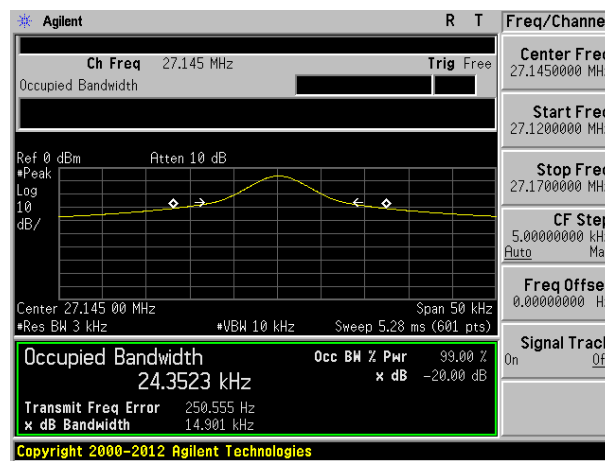 Agilent R T Freq/Channe
Ch Freq 27.145 MHz Trig Free
Occupied Bandwidth
Center Freq
27.1450000 MH
Start Freq
27.1200000 MH
Stop Freq
27.1700000 MH
CF Step
5.00000000 kH
Auto Ma
Freq Offse
0.00000000 H
Signal Track
On Of
Ref 0 dBm Atten 10 dB
#Peak
Log
10
dB/
Center 27.145 00 MHz Span 50 kHz
#Res BW 3 kHz #VBW 10 kHz Sweep 5.28 ms (601 pts)
Occupied Bandwidth Occ BW % Pwr 99.00 %
24.3523 kHz x dB -20.00 dB
Transmit Freq Error 250.555 Hz
x dB Bandwidth 14.901 kHz
Copyright 2000-2012 Agilent Technologies